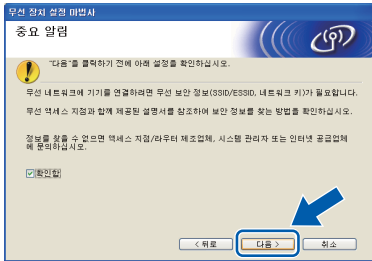 무선 장치 설정 마법사
중요 알림
"다음"를 클릭하기 전에 아래 설정을 확인하십시오.
무선 네트워크에 기기를 연결하려면 무선 보안 정보(SSID/ESSID, 네트워크 키)가 필요합니다.
무선 액세스 지점과 함께 제공된 설명서를 참조하여 보안 정보를 찾는 방법을 확인하십시오.
정보를 찾을 수 없으면 액세스 지점/라우터 제조업체, 시스템 관리자 또는 인터넷 공급업체
에 문의하십시오.
확인함
< 뒤로
다음 >
취소